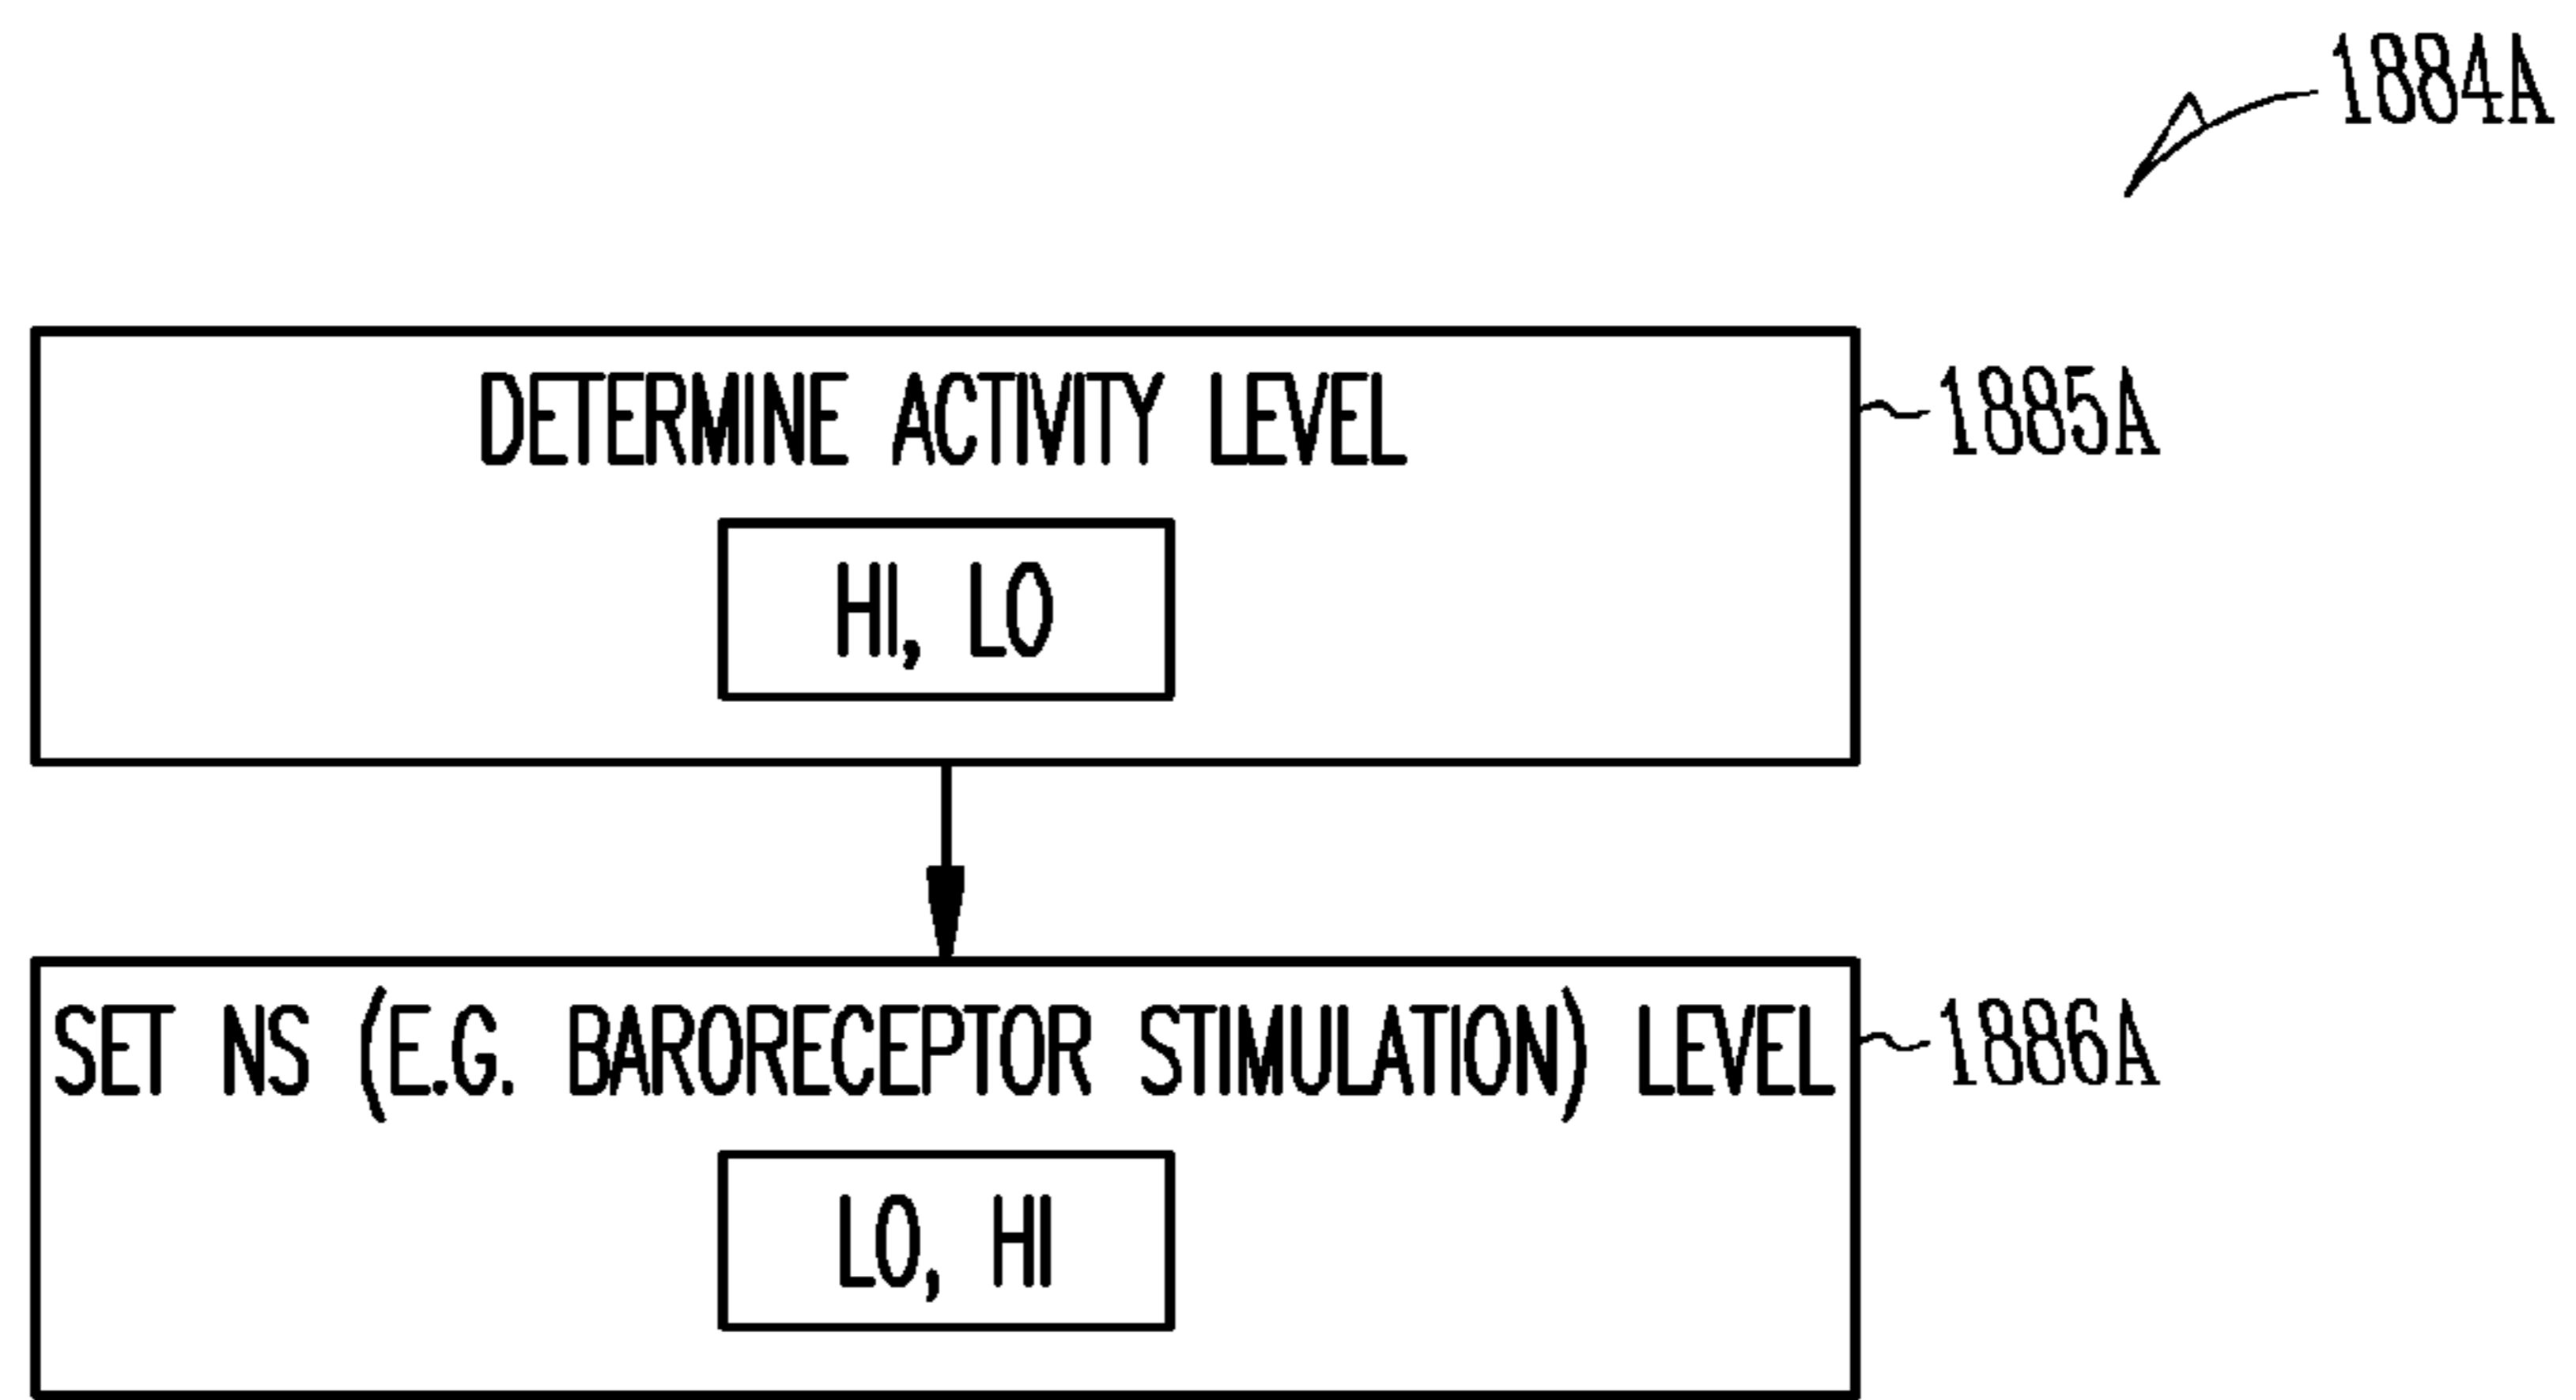 1884A
DETERMINE ACTIVITY LEVEL
1885A
HI, LO
SET NS (E.G. BARORECEPTOR STIMULATION) LEVEL
1886A
LO, HI